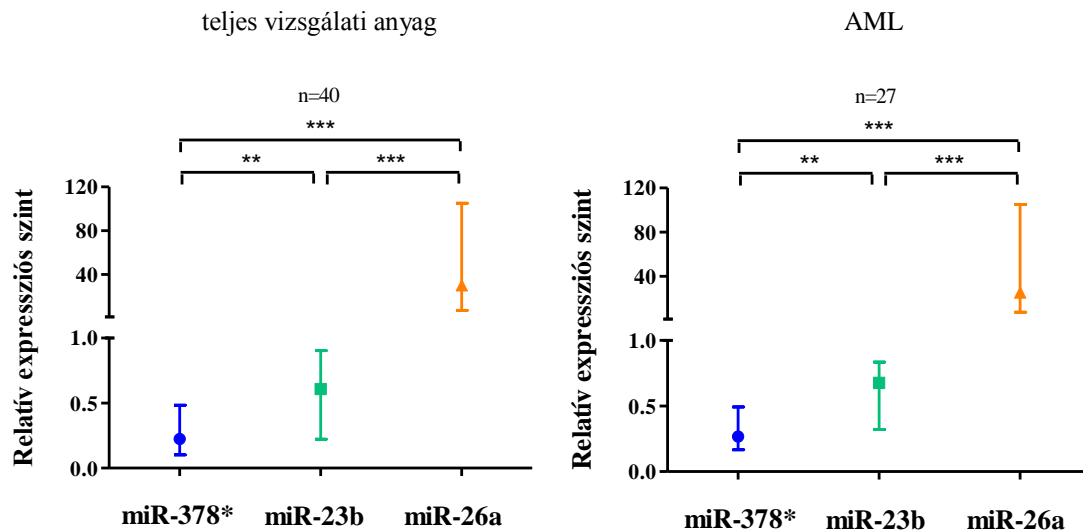 teljes vizsgálati anyag
n=40
***
** ***
Relatív expressziós szint
120
80
40
1.0
0.5
0.0
miR-378* miR-23b miR-26a
AML
n=27
***
** ***
Relatív expressziós szint
120
80
40
1.0
0.5
0.0
miR-378* miR-23b miR-26a